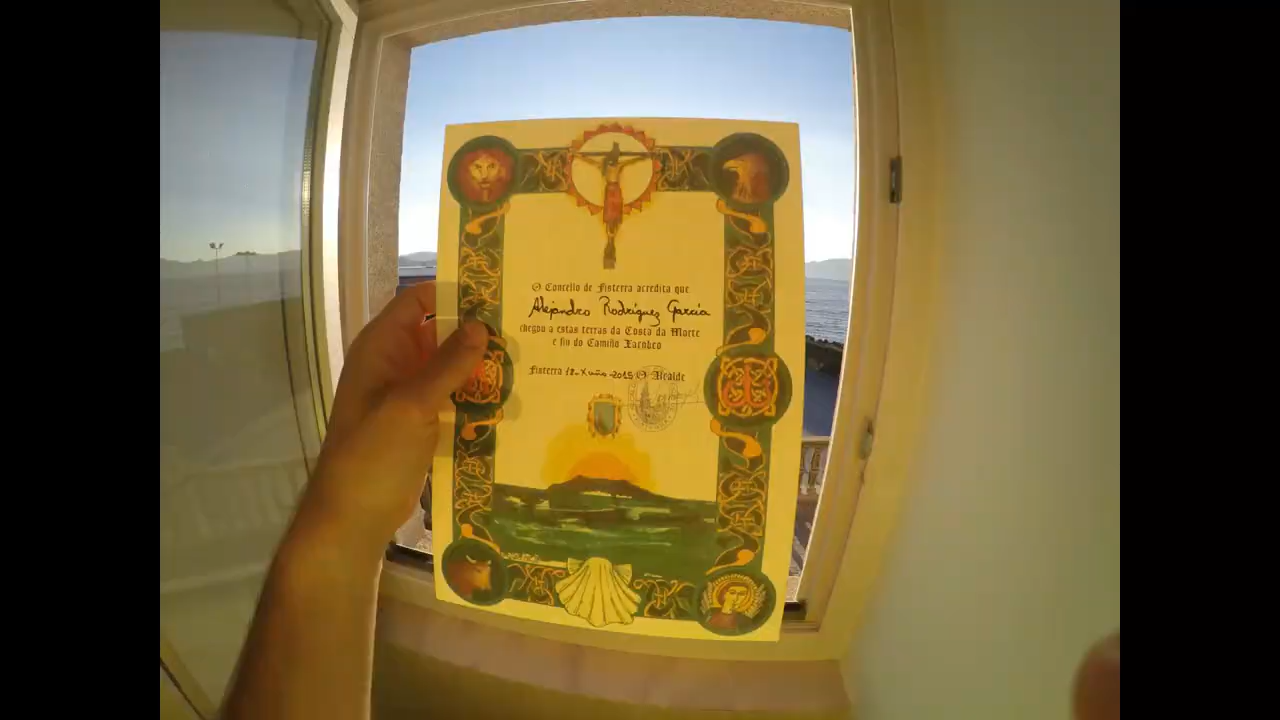 O Concello de Fisterra acredita que
Alejandro Rodríguez García
chegou a estas terras da Costa da Morte
e fin do Camiño Xacobeo
Fisterra 12-Xuño-2015 O Alcalde